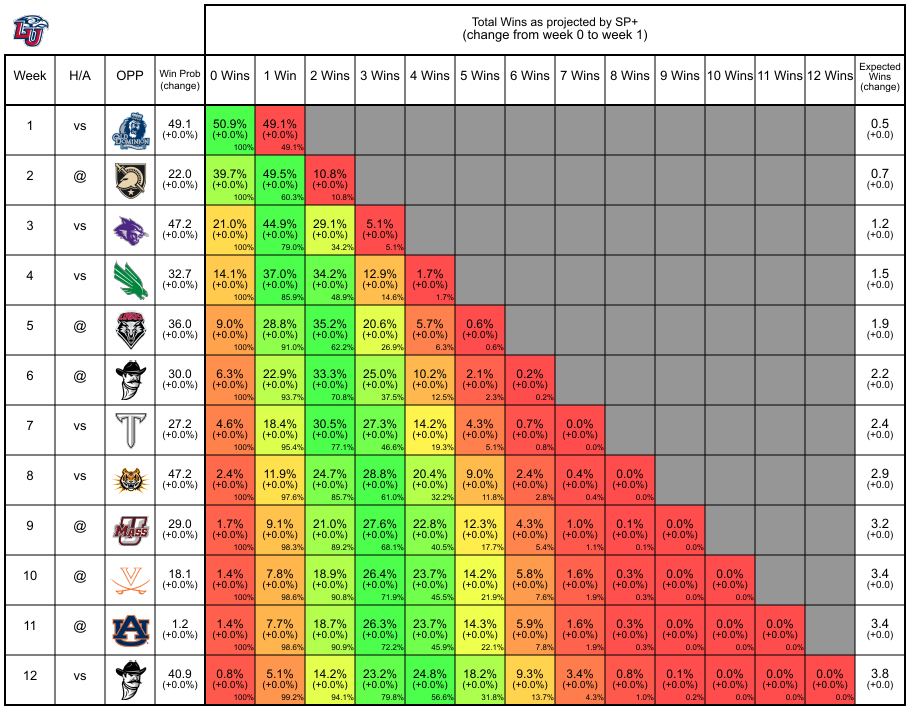 LU
Total Wins as projected by SP+
(change from week 0 to week 1)
Week H/A OPP Win Prob (change) 0 Wins 1 Win 2 Wins 3 Wins 4 Wins 5 Wins 6 Wins 7 Wins 8 Wins 9 Wins 10 Wins 11 Wins 12 Wins Expected Wins (change)
1 vs OLD DOMINION 49.1 50.9% 49.1% 0.5
(+0.0%) (+0.0%) (+0.0%) (+0.0)
100% 49.1%
2 @ 22.0 39.7% 49.5% 10.8% 0.7
(+0.0%) (+0.0%) (+0.0%) (+0.0%) (+0.0)
100% 60.3% 10.8%
3 vs 47.2 21.0% 44.9% 29.1% 5.1% 1.2
(+0.0%) (+0.0%) (+0.0%) (+0.0%) (+0.0%) (+0.0)
100% 79.0% 34.2% 5.1%
4 vs 32.7 14.1% 37.0% 34.2% 12.9% 1.7% 1.5
(+0.0%) (+0.0%) (+0.0%) (+0.0%) (+0.0%) (+0.0%) (+0.0)
100% 85.9% 48.9% 14.6% 1.7%
5 @ 36.0 9.0% 28.8% 35.2% 20.6% 5.7% 0.6% 1.9
(+0.0%) (+0.0%) (+0.0%) (+0.0%) (+0.0%) (+0.0%) (+0.0%) (+0.0)
100% 91.0% 62.2% 26.9% 6.3% 0.6%
6 @ 30.0 6.3% 22.9% 33.3% 25.0% 10.2% 2.1% 0.2% 2.2
(+0.0%) (+0.0%) (+0.0%) (+0.0%) (+0.0%) (+0.0%) (+0.0%) (+0.0%) (+0.0)
100% 93.7% 70.8% 37.5% 12.5% 2.3% 0.2%
7 vs T 27.2 4.6% 18.4% 30.5% 27.3% 14.2% 4.3% 0.7% 0.0% 2.4
(+0.0%) (+0.0%) (+0.0%) (+0.0%) (+0.0%) (+0.0%) (+0.0%) (+0.0%) (+0.0%) (+0.0)
100% 95.4% 77.1% 46.6% 19.3% 5.1% 0.8% 0.0%
8 vs 47.2 2.4% 11.9% 24.7% 28.8% 20.4% 9.0% 2.4% 0.4% 0.0% 2.9
(+0.0%) (+0.0%) (+0.0%) (+0.0%) (+0.0%) (+0.0%) (+0.0%) (+0.0%) (+0.0%) (+0.0%) (+0.0)
100% 97.6% 85.7% 61.0% 32.2% 11.8% 2.8% 0.4% 0.0%
9 @ U MASS 29.0 1.7% 9.1% 21.0% 27.6% 22.8% 12.3% 4.3% 1.0% 0.1% 0.0% 3.2
(+0.0%) (+0.0%) (+0.0%) (+0.0%) (+0.0%) (+0.0%) (+0.0%) (+0.0%) (+0.0%) (+0.0%) (+0.0%) (+0.0)
100% 98.3% 89.2% 68.1% 40.5% 17.7% 5.4% 1.1% 0.1% 0.0%
10 @ V 18.1 1.4% 7.8% 18.9% 26.4% 23.7% 14.2% 5.8% 1.6% 0.3% 0.0% 0.0% 3.4
(+0.0%) (+0.0%) (+0.0%) (+0.0%) (+0.0%) (+0.0%) (+0.0%) (+0.0%) (+0.0%) (+0.0%) (+0.0%) (+0.0%) (+0.0)
100% 98.6% 90.8% 71.9% 45.5% 21.9% 7.6% 1.9% 0.3% 0.0% 0.0%
11 @ AU 1.2 1.4% 7.7% 18.7% 26.3% 23.7% 14.3% 5.9% 1.6% 0.3% 0.0% 0.0% 0.0% 3.4
(+0.0%) (+0.0%) (+0.0%) (+0.0%) (+0.0%) (+0.0%) (+0.0%) (+0.0%) (+0.0%) (+0.0%) (+0.0%) (+0.0%) (+0.0%) (+0.0)
100% 98.6% 90.9% 72.2% 45.9% 22.1% 7.8% 1.9% 0.3% 0.0% 0.0% 0.0%
12 vs 40.9 0.8% 5.1% 14.2% 23.2% 24.8% 18.2% 9.3% 3.4% 0.8% 0.1% 0.0% 0.0% 0.0% 3.8
(+0.0%) (+0.0%) (+0.0%) (+0.0%) (+0.0%) (+0.0%) (+0.0%) (+0.0%) (+0.0%) (+0.0%) (+0.0%) (+0.0%) (+0.0%) (+0.0%) (+0.0)
100% 99.2% 94.1% 79.8% 56.6% 31.8% 13.7% 4.3% 1.0% 0.2% 0.0% 0.0% 0.0%